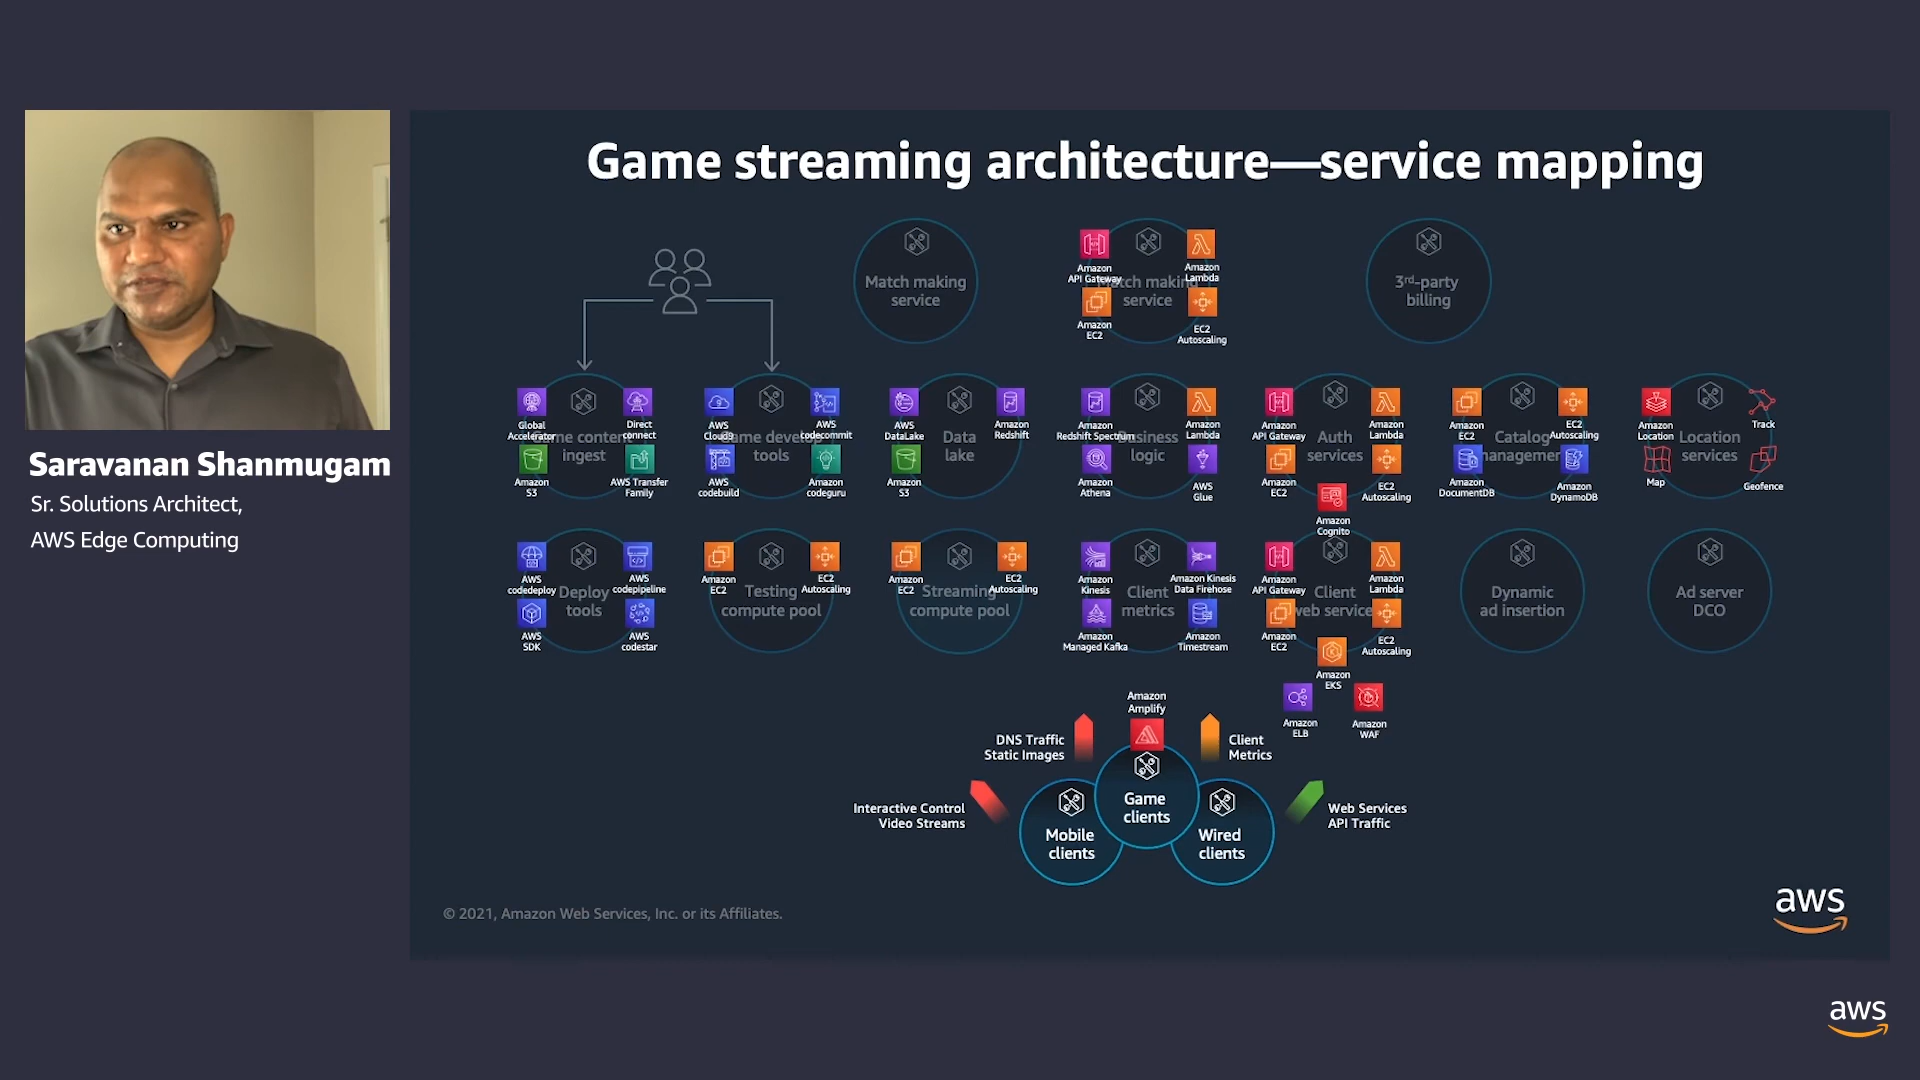 Game streaming architecture—service mapping
Saravanan Shanmugam
Sr. Solutions Architect,
AWS Edge Computing
Match making
service
Amazon
API Gateway
Amazon
Lambda
Match making
service
Amazon
EC2
EC2
Autoscaling
3rd-party
billing
Global
Accelerator
Direct
connect
Game content
ingest
Amazon
S3
AWS Transfer
Family
AWS
Cloud9
AWS
codecommit
Game develop
tools
AWS
codebuild
Amazon
codeguru
AWS
DataLake
Amazon
Redshift
Data
lake
Amazon
S3
Amazon
Redshift Spectrum
Amazon
Lambda
Business
logic
Amazon
Athena
AWS
Glue
Amazon
API Gateway
Amazon
Lambda
Auth
services
Amazon
EC2
EC2
Autoscaling
Amazon
Cognito
Amazon
EC2
EC2
Autoscaling
Catalog
management
Amazon
DocumentDB
Amazon
DynamoDB
Amazon
Location
Track
Location
services
Map
Geofence
AWS
codedeploy
AWS
codepipeline
Deploy
tools
AWS
SDK
AWS
codestar
Amazon
EC2
EC2
Autoscaling
Testing
compute pool
Amazon
EC2
EC2
Autoscaling
Streaming
compute pool
Amazon
Kinesis
Amazon Kinesis
Data Firehose
Client
metrics
Amazon
Managed Kafka
Amazon
Timestream
Amazon
API Gateway
Amazon
Lambda
Client
web service
Amazon
EC2
EC2
Autoscaling
Amazon
EKS
Amazon
ELB
Amazon
WAF
Dynamic
ad insertion
Ad server
DCO
Amazon
Amplify
DNS Traffic
Static Images
Client
Metrics
Interactive Control
Video Streams
Web Services
API Traffic
Game
clients
Mobile
clients
Wired
clients
© 2021, Amazon Web Services, Inc. or its Affiliates.
aws
aws